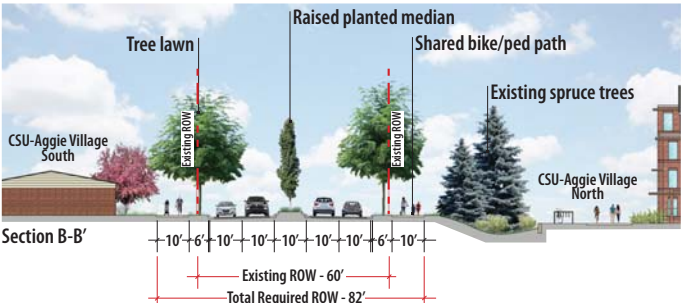 Raised planted median
Tree lawn
Shared bike/ped path
Existing spruce trees
Existing ROW
Existing ROW
CSU-Aggie Village
South
CSU-Aggie Village
North
Section B-B’
10’ 6’ 10’ 10’ 10’ 10’ 10’ 6’ 10’
Existing ROW - 60’
Total Required ROW - 82’